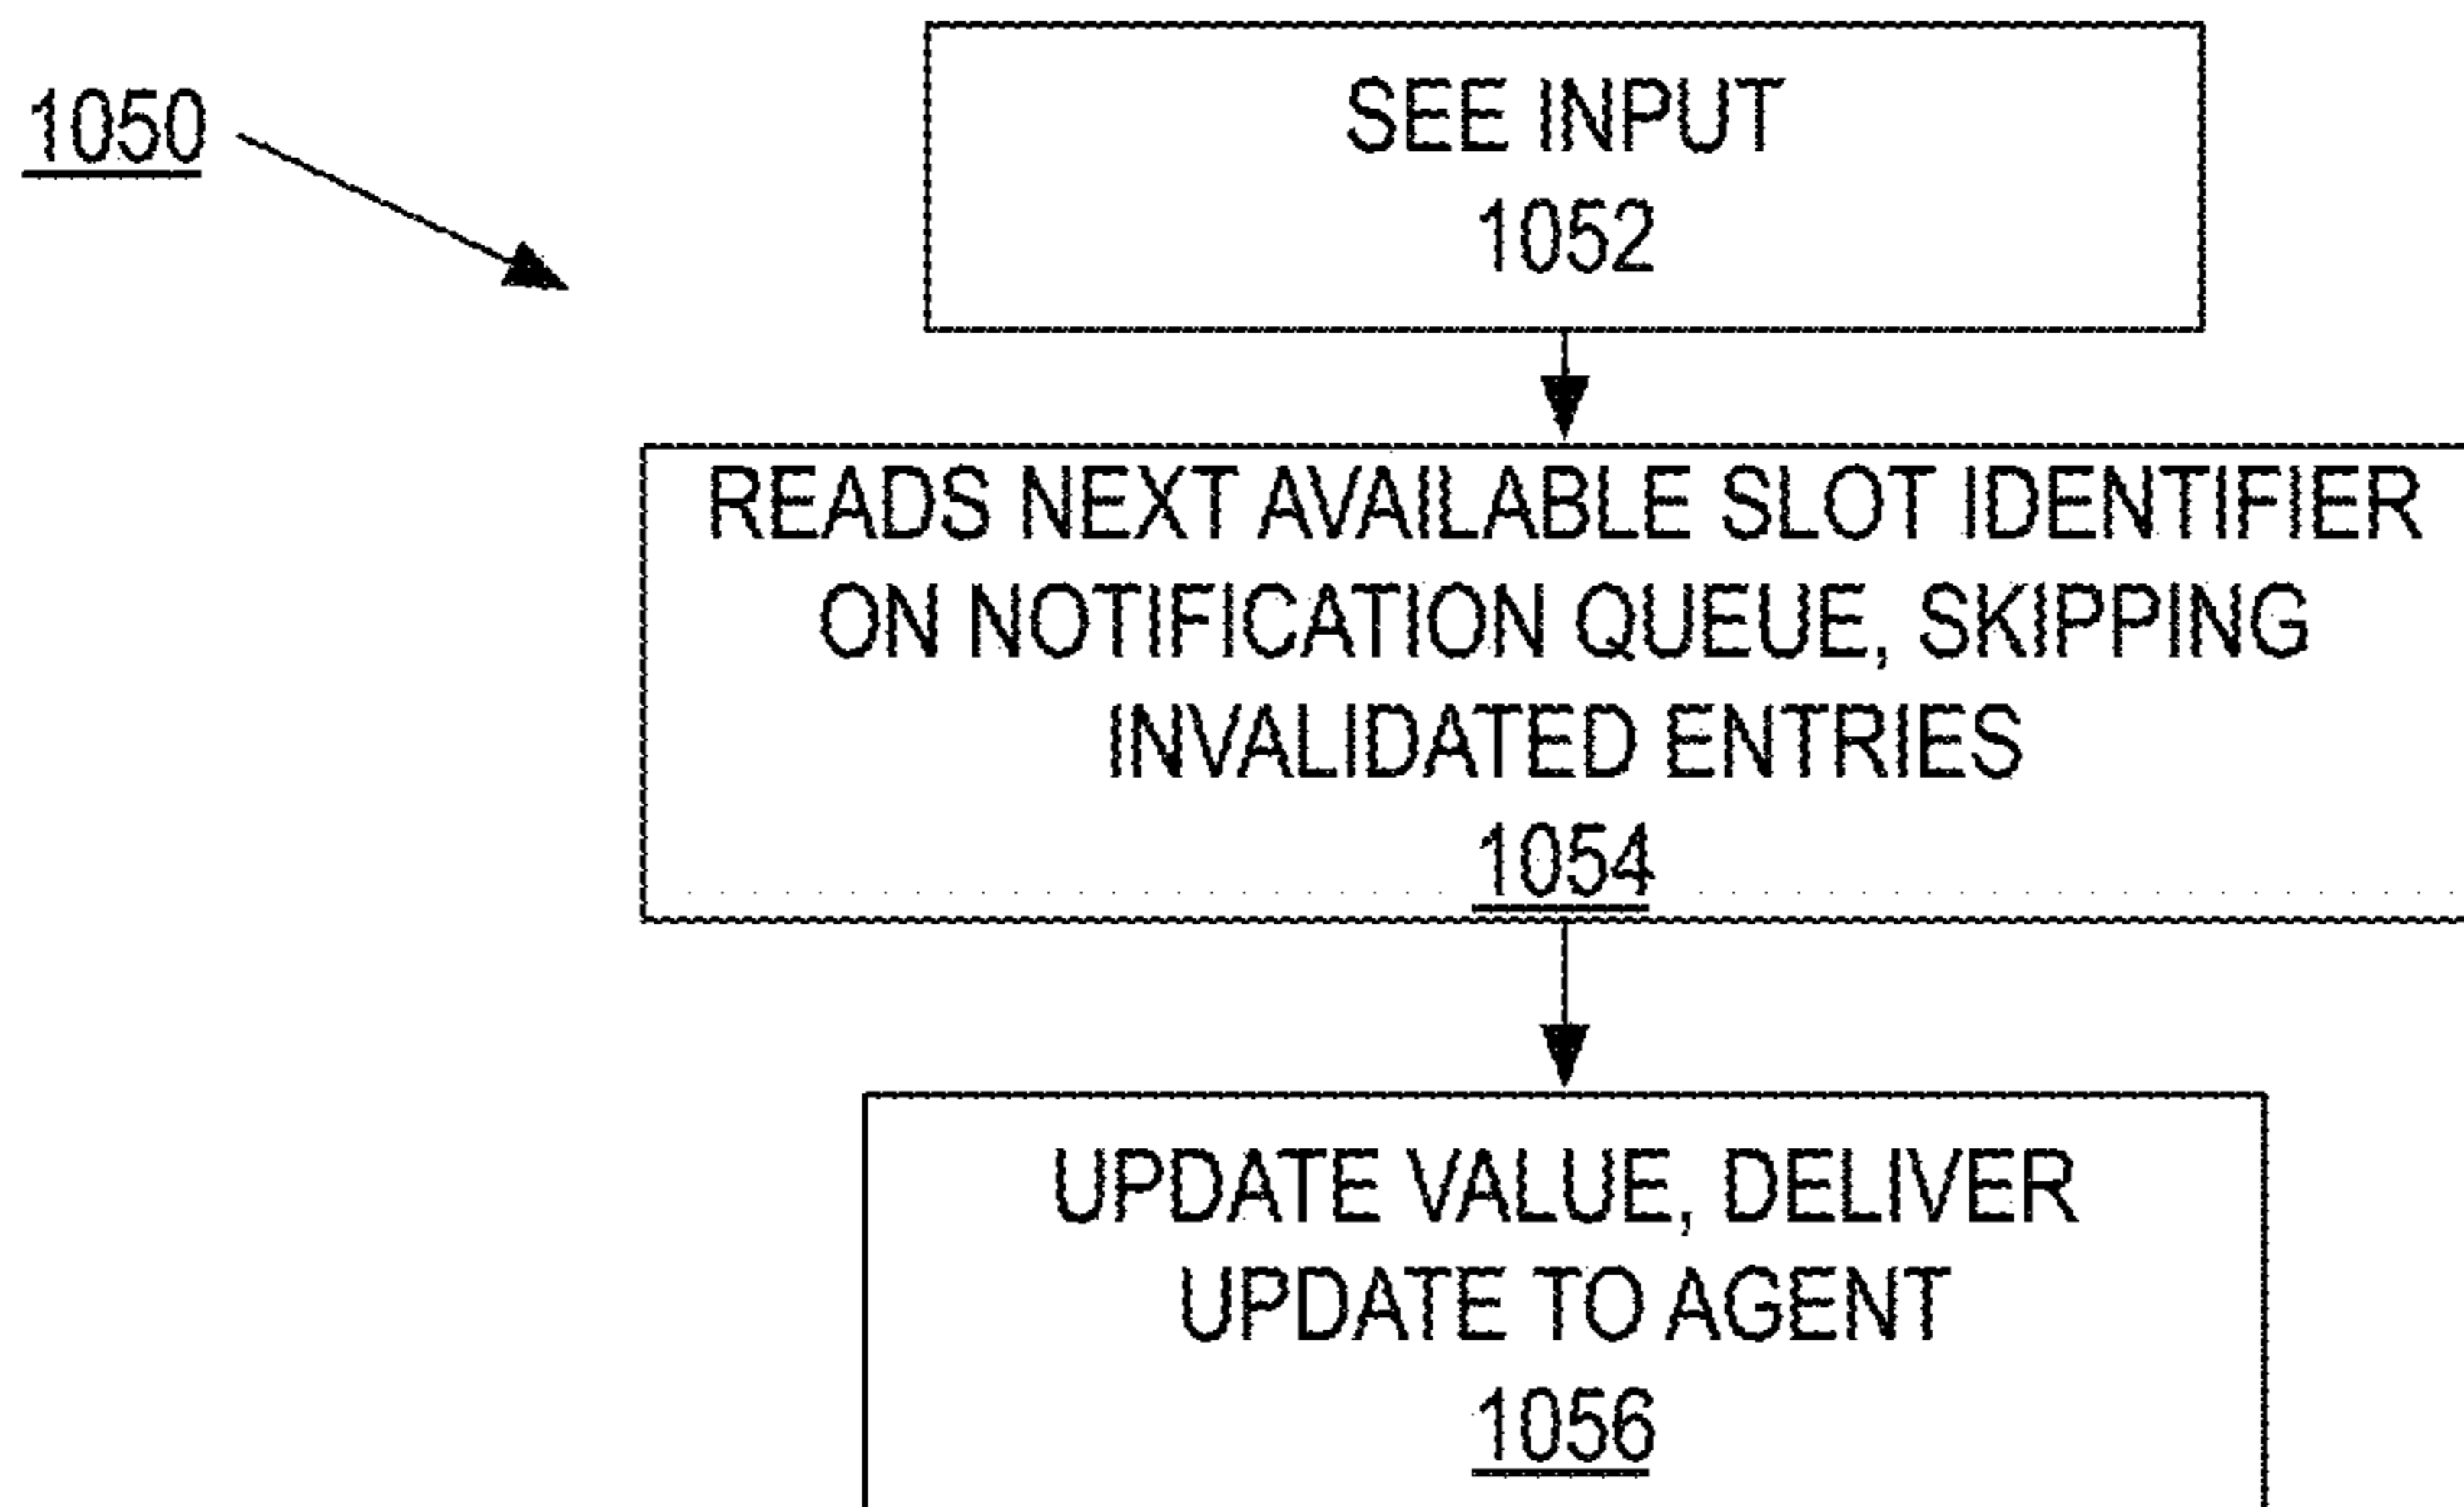 1050
SEE INPUT
1052
READS NEXT AVAILABLE SLOT IDENTIFIER
ON NOTIFICATION QUEUE, SKIPPING
INVALIDATED ENTRIES
1054
UPDATE VALUE, DELIVER
UPDATE TO AGENT
1056